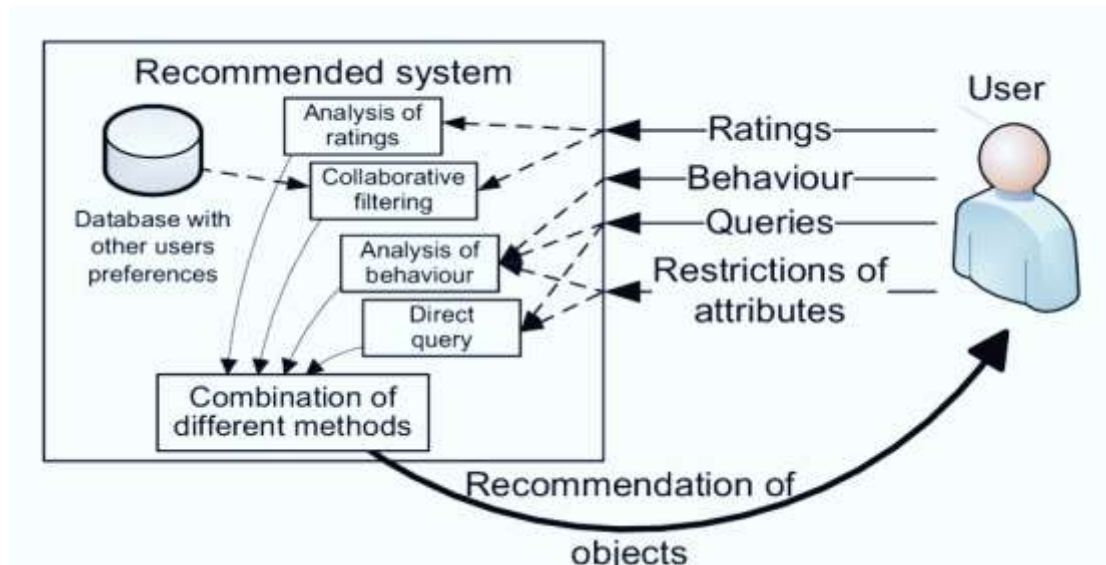 Recommended system
Analysis of
ratings
Collaborative
filtering
Database with
other users
preferences
Analysis of
behaviour
Direct
query
Combination of
different methods
User
Ratings
Behaviour
Queries
Restrictions of
attributes
Recommendation of
objects